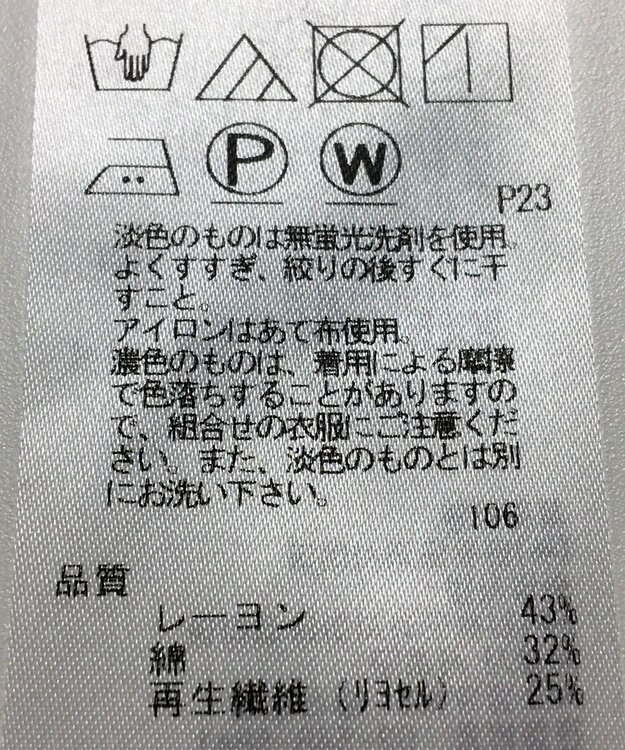 P
W
P23
淡色のものは無蛍光洗剤を使用。
よくすすぎ、絞りの後すぐに干
すこと。
アイロンはあて布使用。
濃色のものは、着用による摩擦
で色落ちすることがありますの
で、組合せの衣服にご注意くだ
さい。また、淡色のものとは別
にお洗い下さい。
106
品質
レーヨン 43%
綿 32%
再生繊維 (リヨセル) 25%